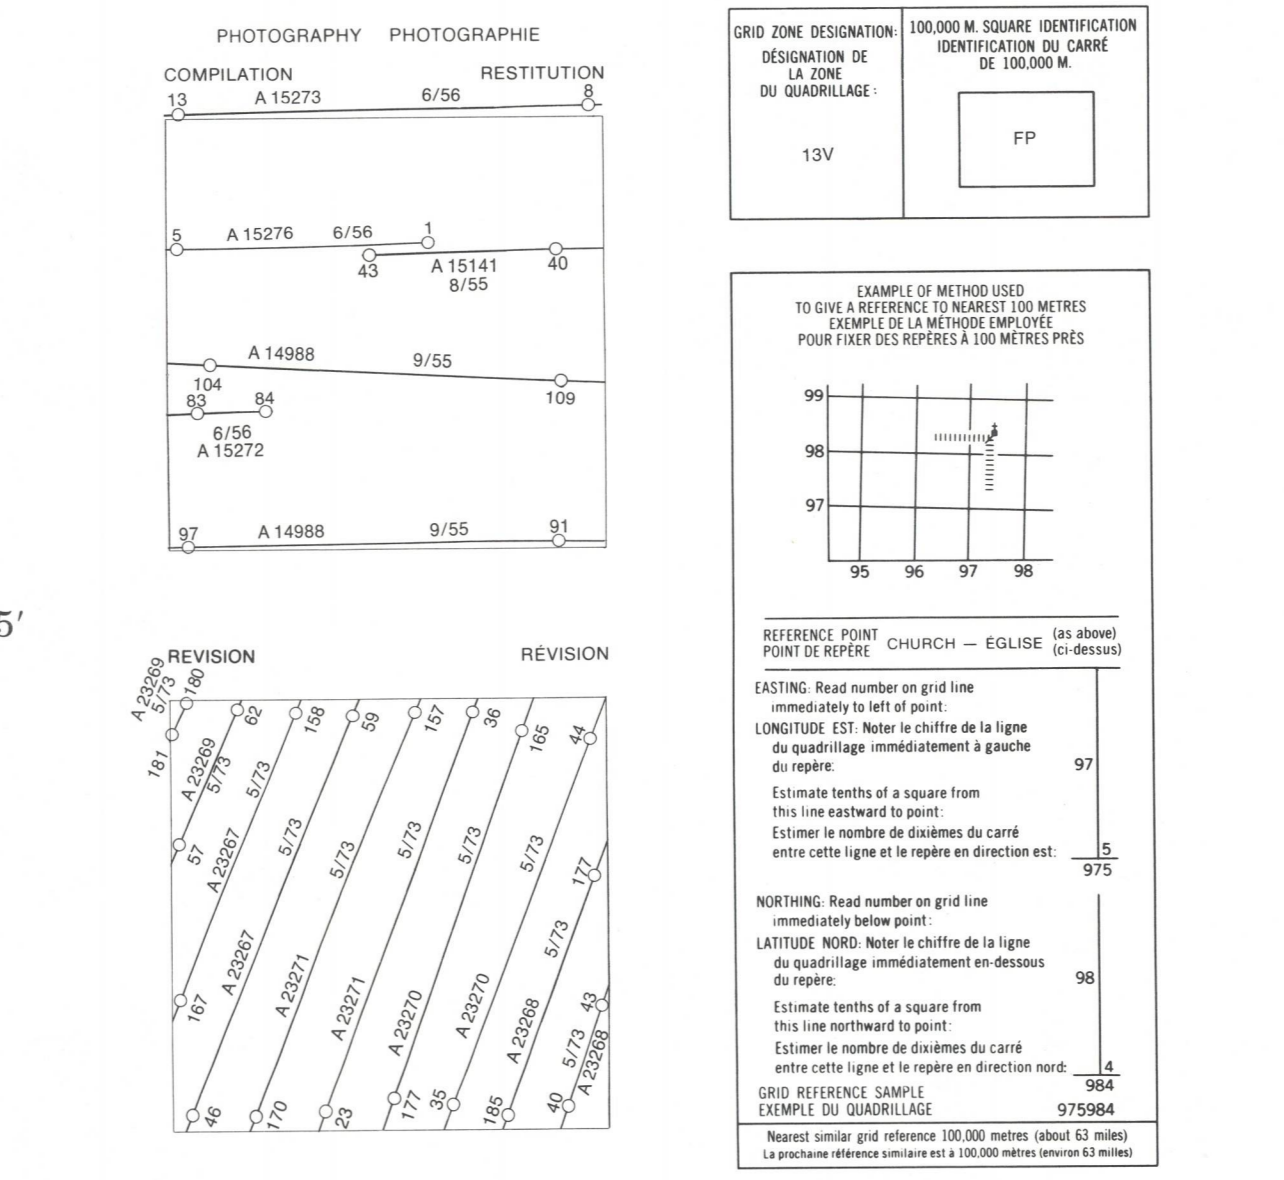 PHOTOGRAPHY PHOTOGRAPHIE
COMPILATION RESTITUTION
13 A 15273 6/56 8
5 A 15276 6/56 1
43 A 15141 40
8/55
A 14988 9/55
104 109
83 84
6/56
A 15272
97 A 14988 9/55 91
5′
REVISION RÉVISION
A 23269
5/73
180
181
62
A 23269
5/73
57
158
5/73
A 23267
167
59
5/73
A 23267
46
157
5/73
A 23271
170
36
5/73
A 23271
23
165
5/73
A 23270
177
44
5/73
A 23270
35
177
5/73
A 23268
185
43
5/73
A 23268
40
GRID ZONE DESIGNATION:
DÉSIGNATION DE
LA ZONE
DU QUADRILLAGE :
13V
100,000 M. SQUARE IDENTIFICATION
IDENTIFICATION DU CARRÉ
DE 100,000 M.
FP
EXAMPLE OF METHOD USED
TO GIVE A REFERENCE TO NEAREST 100 METRES
EXEMPLE DE LA MÉTHODE EMPLOYÉE
POUR FIXER DES REPÈRES À 100 MÈTRES PRÈS
99
98
97
95 96 97 98
REFERENCE POINT
POINT DE REPÈRE
CHURCH — ÉGLISE
(as above)
(ci-dessus)
EASTING: Read number on grid line
immediately to left of point:
LONGITUDE EST: Noter le chiffre de la ligne
du quadrillage immédiatement à gauche
du repère: 97
Estimate tenths of a square from
this line eastward to point:
Estimer le nombre de dixièmes du carré
entre cette ligne et le repère en direction est: 5
975
NORTHING: Read number on grid line
immediately below point:
LATITUDE NORD: Noter le chiffre de la ligne
du quadrillage immédiatement en-dessous
du repère: 98
Estimate tenths of a square from
this line northward to point:
Estimer le nombre de dixièmes du carré
entre cette ligne et le repère en direction nord: 4
984
GRID REFERENCE SAMPLE
EXEMPLE DU QUADRILLAGE 975984
Nearest similar grid reference 100,000 metres (about 63 miles)
La prochaine référence similaire est à 100,000 mètres (environ 63 milles)